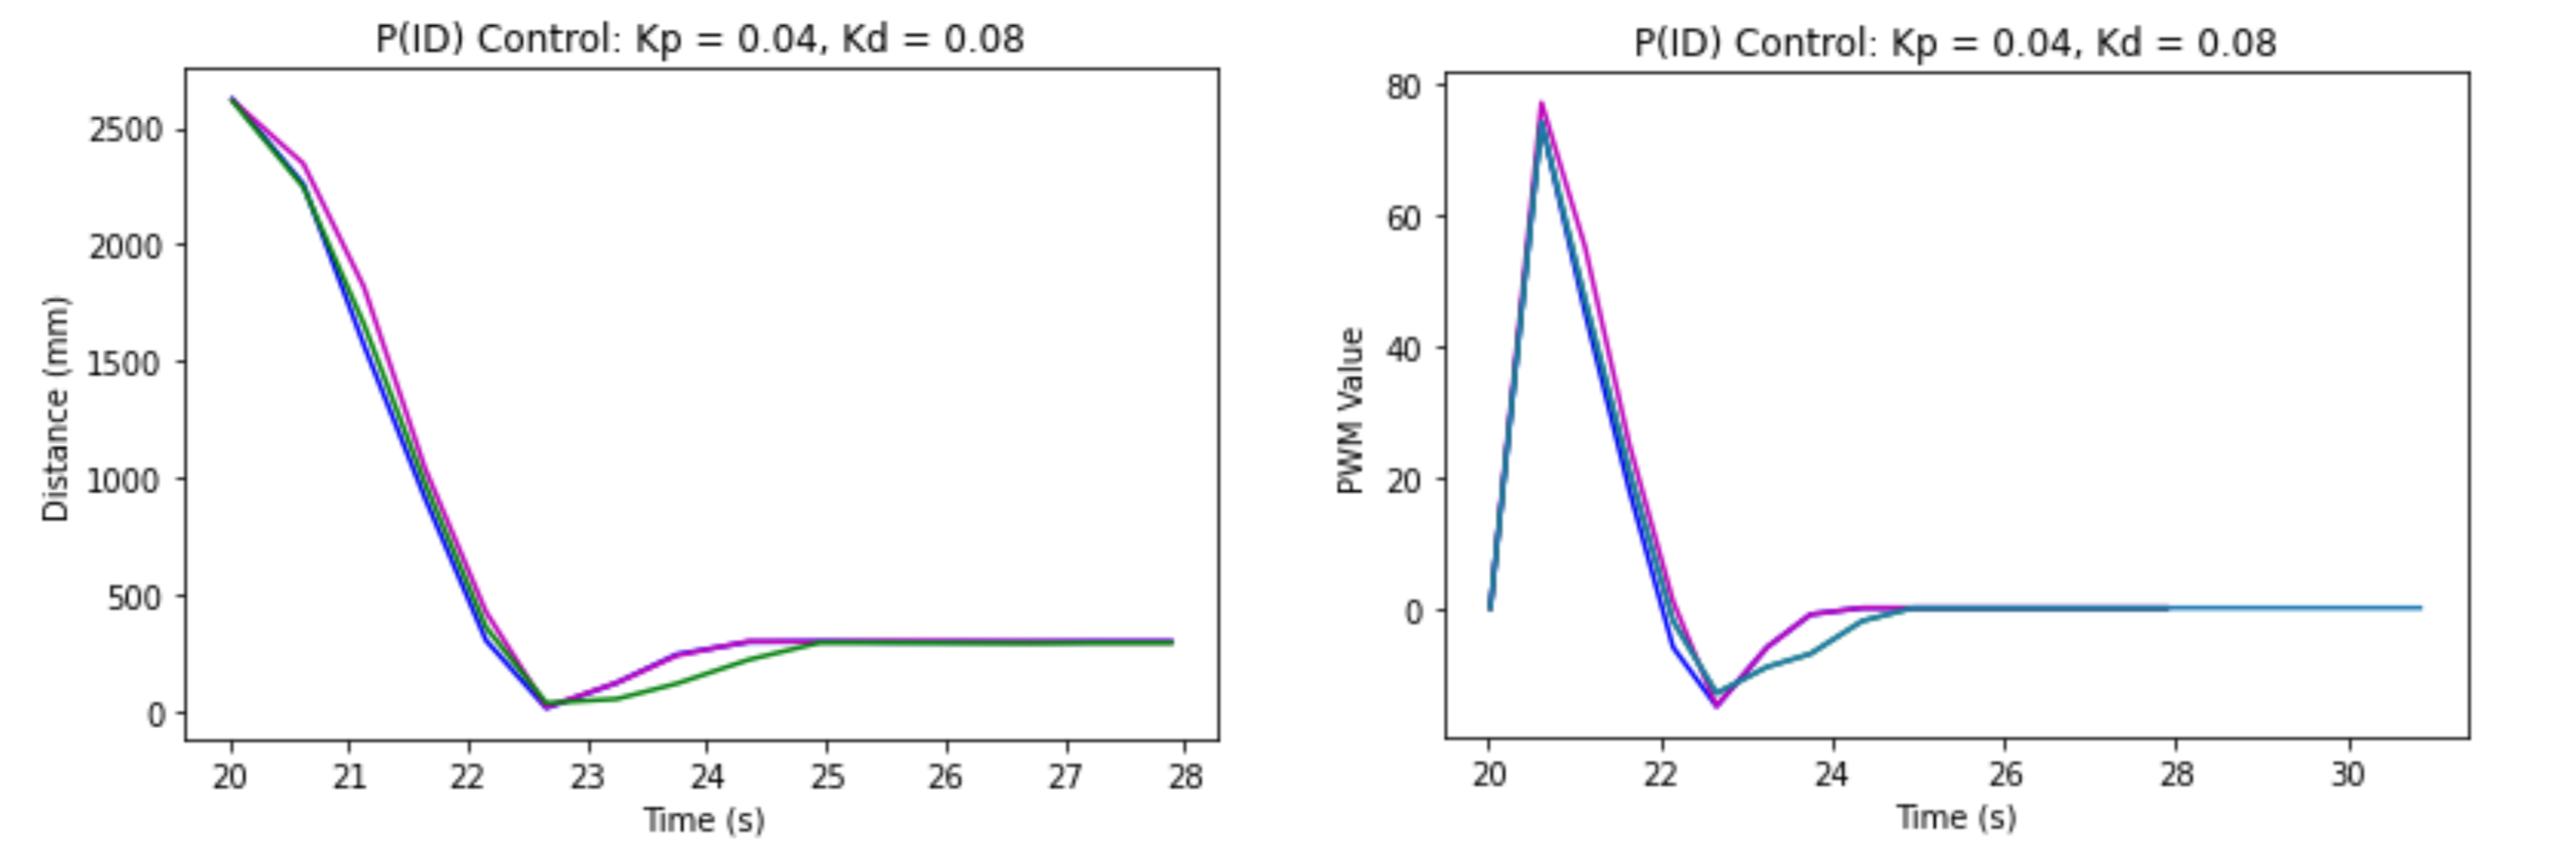 P(ID) Control: Kp = 0.04, Kd = 0.08
2500
2000
1500
1000
500
0
Distance (mm)
20 21 22 23 24 25 26 27 28
Time (s)
P(ID) Control: Kp = 0.04, Kd = 0.08
80
60
40
20
0
PWM Value
20 22 24 26 28 30
Time (s)